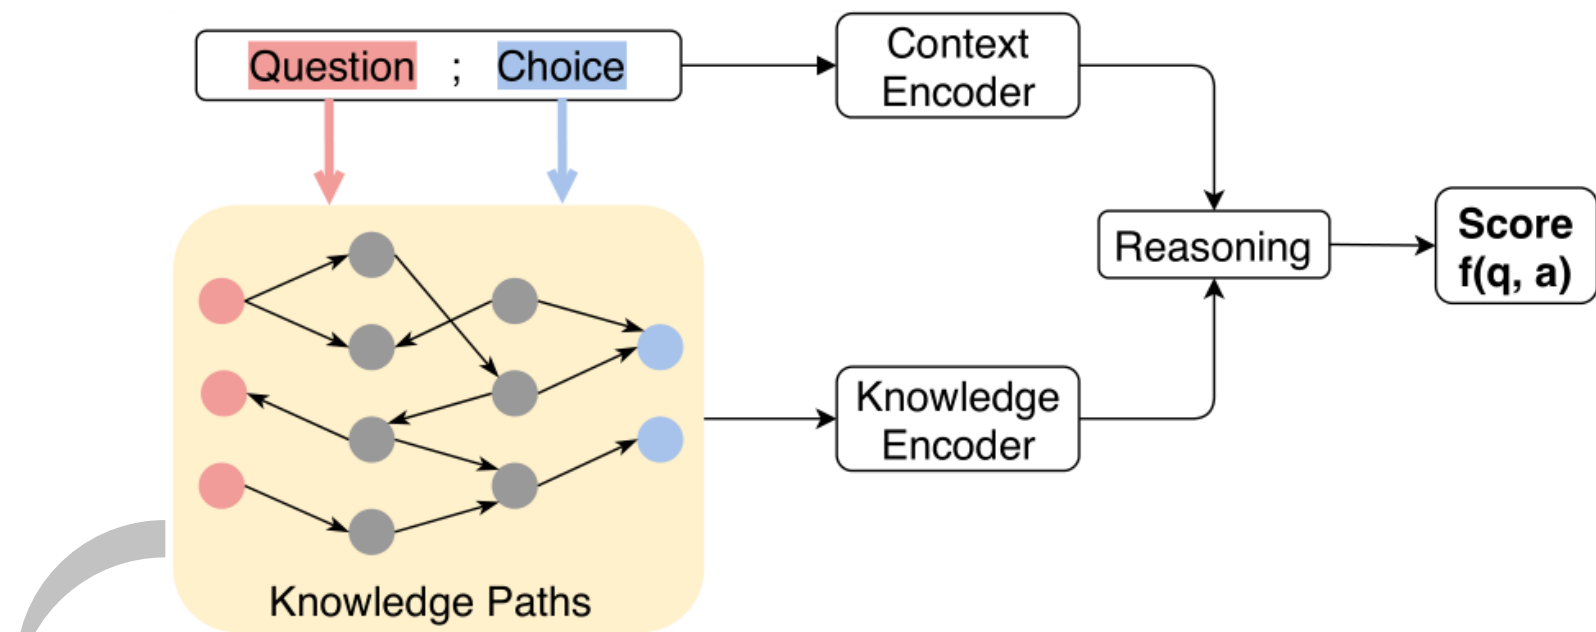 Question ; Choice
Context
Encoder
Reasoning
Score
f(q, a)
Knowledge
Encoder
Knowledge Paths